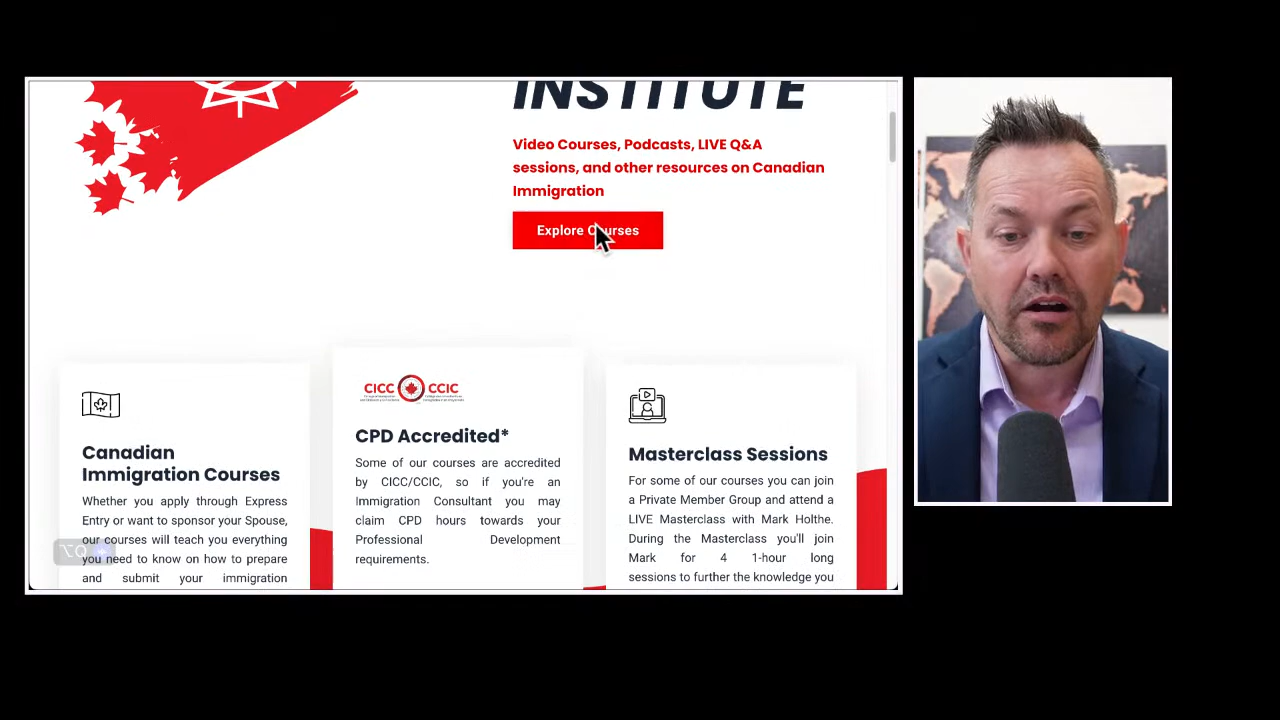 INSTITUTE
Video Courses, Podcasts, LIVE Q&A
sessions, and other resources on Canadian
Immigration
Explore Courses
Canadian
Immigration Courses
Whether you apply through Express
Entry or want to sponsor your Spouse,
our courses will teach you everything
you need to know on how to prepare
and submit your immigration
CICC CCIC
CPD Accredited*
Some of our courses are accredited
by CICC/CCIC, so if you're an
Immigration Consultant you may
claim CPD hours towards your
Professional Development
requirements.
Masterclass Sessions
For some of our courses you can join
a Private Member Group and attend a
LIVE Masterclass with Mark Holthe.
During the Masterclass you'll join
Mark for 4 1-hour long
sessions to further the knowledge you